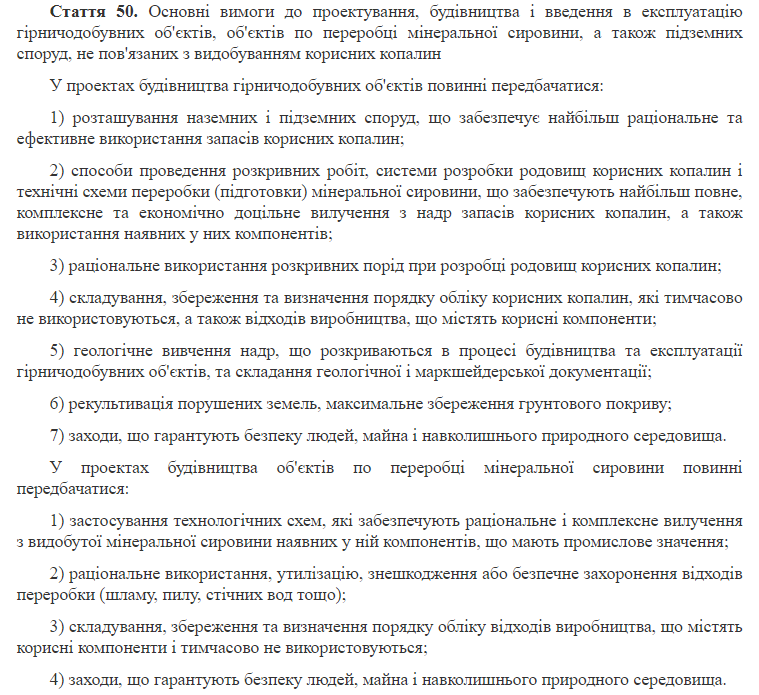 Стаття 50. Основні вимоги до проектування, будівництва і введення в експлуатацію
гірничодобувних об'єктів, об'єктів по переробці мінеральної сировини, а також підземних
споруд, не пов'язаних з видобуванням корисних копалин
У проектах будівництва гірничодобувних об'єктів повинні передбачатися:
1) розташування наземних і підземних споруд, що забезпечує найбільш раціональне та
ефективне використання запасів корисних копалин;
2) способи проведення розкривних робіт, системи розробки родовищ корисних копалин і
технічні схеми переробки (підготовки) мінеральної сировини, що забезпечують найбільш повне,
комплексне та економічно доцільне вилучення з надр запасів корисних копалин, а також
використання наявних у них компонентів;
3) раціональне використання розкривних порід при розробці родовищ корисних копалин;
4) складування, збереження та визначення порядку обліку корисних копалин, які тимчасово
не використовуються, а також відходів виробництва, що містять корисні компоненти;
5) геологічне вивчення надр, що розкриваються в процесі будівництва та експлуатації
гірничодобувних об'єктів, та складання геологічної і маркшейдерської документації;
6) рекультивація порушених земель, максимальне збереження грунтового покриву;
7) заходи, що гарантують безпеку людей, майна і навколишнього природного середовища.
У проектах будівництва об'єктів по переробці мінеральної сировини повинні
передбачатися:
1) застосування технологічних схем, які забезпечують раціональне і комплексне вилучення
з видобутої мінеральної сировини наявних у ній компонентів, що мають промислове значення;
2) раціональне використання, утилізацію, знешкодження або безпечне захоронення відходів
переробки (шламу, пилу, стічних вод тощо);
3) складування, збереження та визначення порядку обліку відходів виробництва, що містять
корисні компоненти і тимчасово не використовуються;
4) заходи, що гарантують безпеку людей, майна і навколишнього природного середовища.